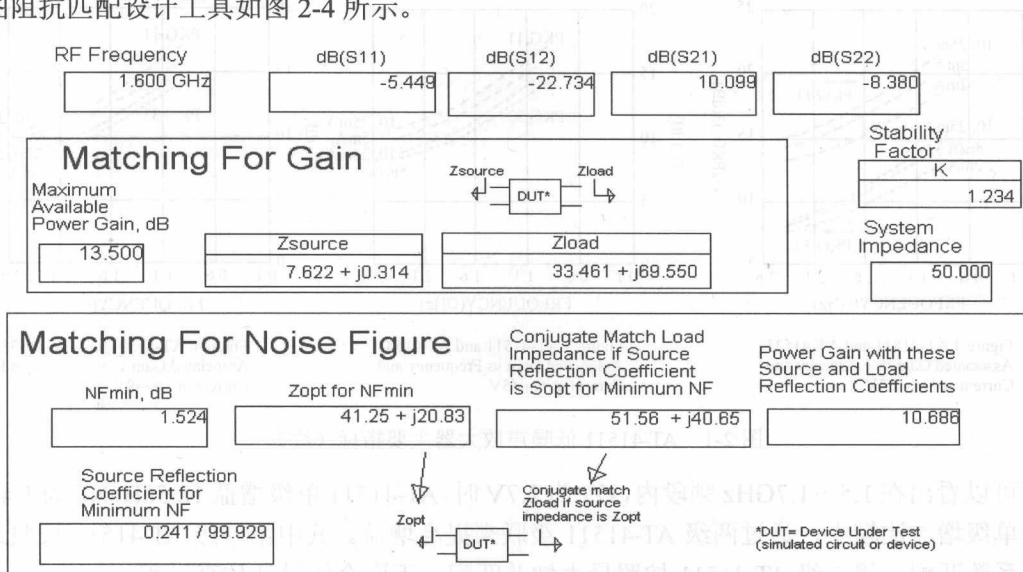 阻抗匹配设计工具如图 2-4 所示。
RF Frequency
1.600 GHz
dB(S11)
-5.449
dB(S12)
-22.734
dB(S21)
10.099
dB(S22)
-8.380
Matching For Gain
Maximum
Available
Power Gain, dB
13.500
Zsource
7.622 + j0.314
Zload
33.461 + j69.550
Zsource
Zload
DUT*
Stability
Factor
K
1.234
System
Impedance
50.000
Matching For Noise Figure
NFmin, dB
1.524
Zopt for NFmin
41.25 + j20.83
Conjugate Match Load
Impedance if Source
Reflection Coefficient
is Sopt for Minimum NF
51.56 + j40.65
Power Gain with these
Source and Load
Reflection Coefficients
10.686
Source Reflection
Coefficient for
Minimum NF
0.241 / 99.929
Zopt
DUT*
Conjugate match
Zload if source
impedance is Zopt
*DUT= Device Under Test
(simulated circuit or device)